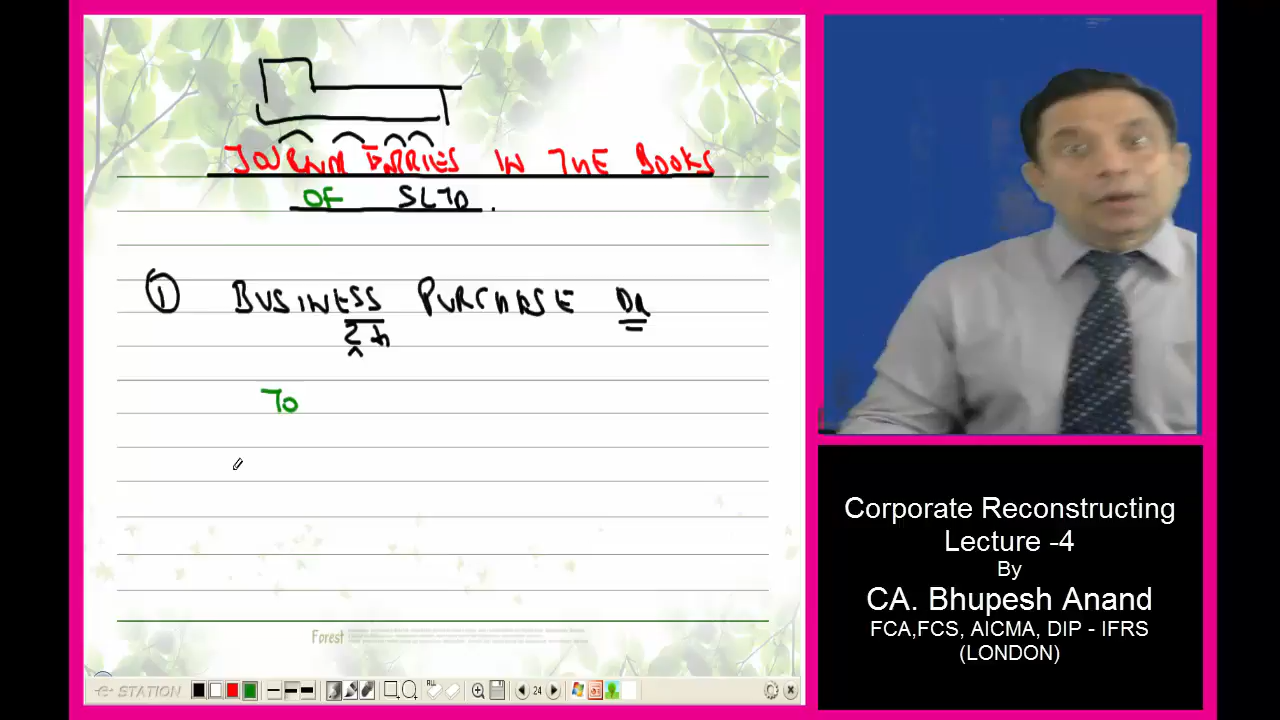 JOURNAL ENTRIES IN THE BOOKS
OF SLTD.
1 BUSINESS PURCHASE DR
To
Forest
e-STATION
24
Corporate Reconstructing
Lecture -4
By
CA. Bhupesh Anand
FCA,FCS, AICMA, DIP - IFRS
(LONDON)